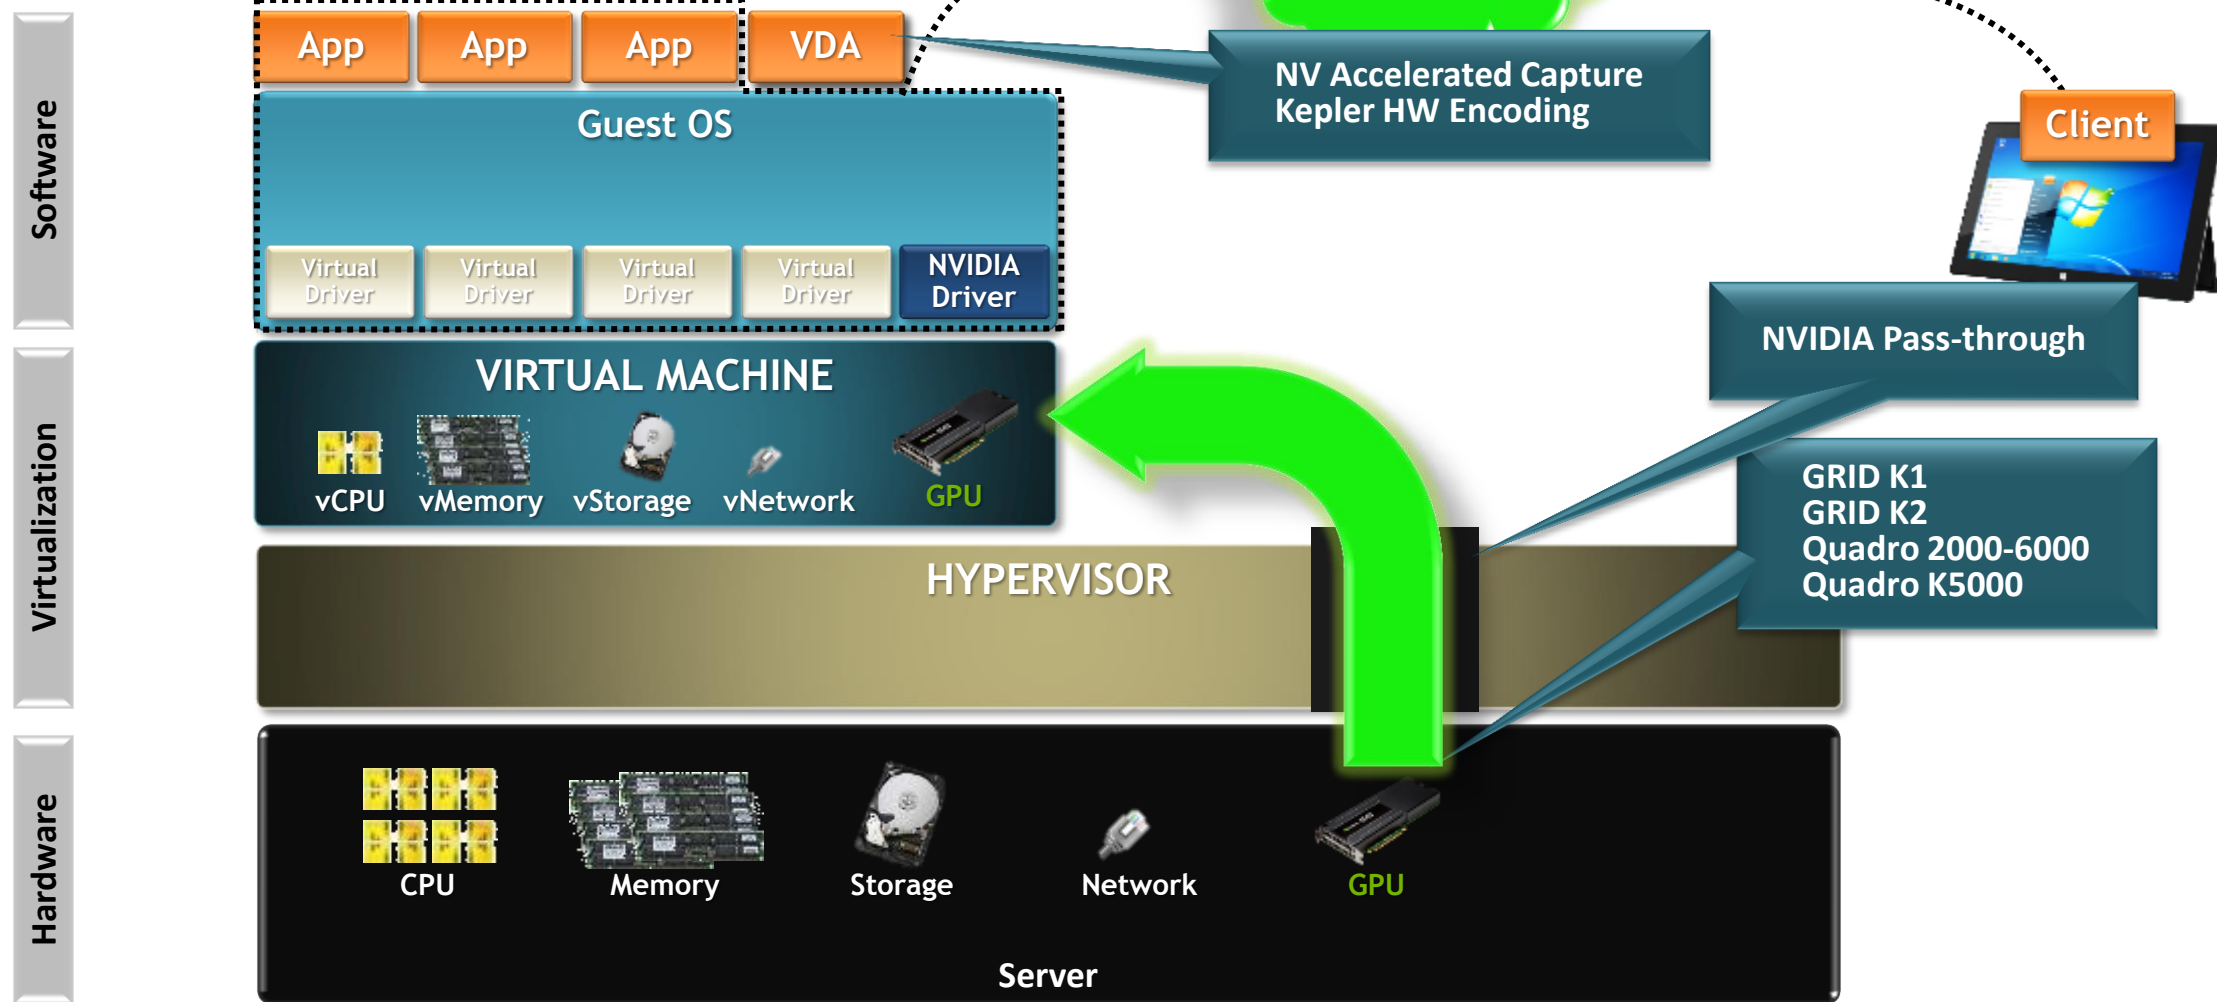 Software
App
App
App
VDA
NV Accelerated Capture
Kepler HW Encoding
Client
Guest OS
Virtual
Driver
Virtual
Driver
Virtual
Driver
Virtual
Driver
NVIDIA
Driver
Virtualization
VIRTUAL MACHINE
vCPU
vMemory
vStorage
vNetwork
GPU
NVIDIA Pass-through
GRID K1
GRID K2
Quadro 2000-6000
Quadro K5000
HYPERVISOR
Hardware
CPU
Memory
Storage
Network
GPU
Server